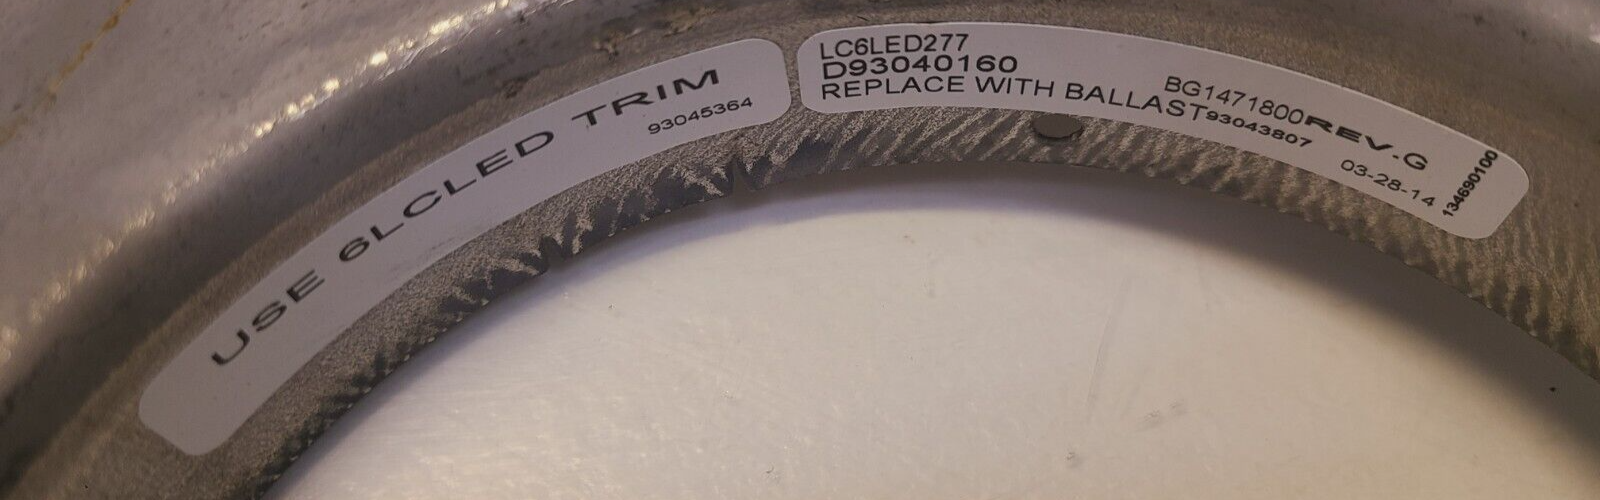 USE 6LCLED TRIM
93045364
LC6LED277
D93040160
REPLACE WITH BALLAST 93043807
BG1471800 REV.G
03-28-14
134690100